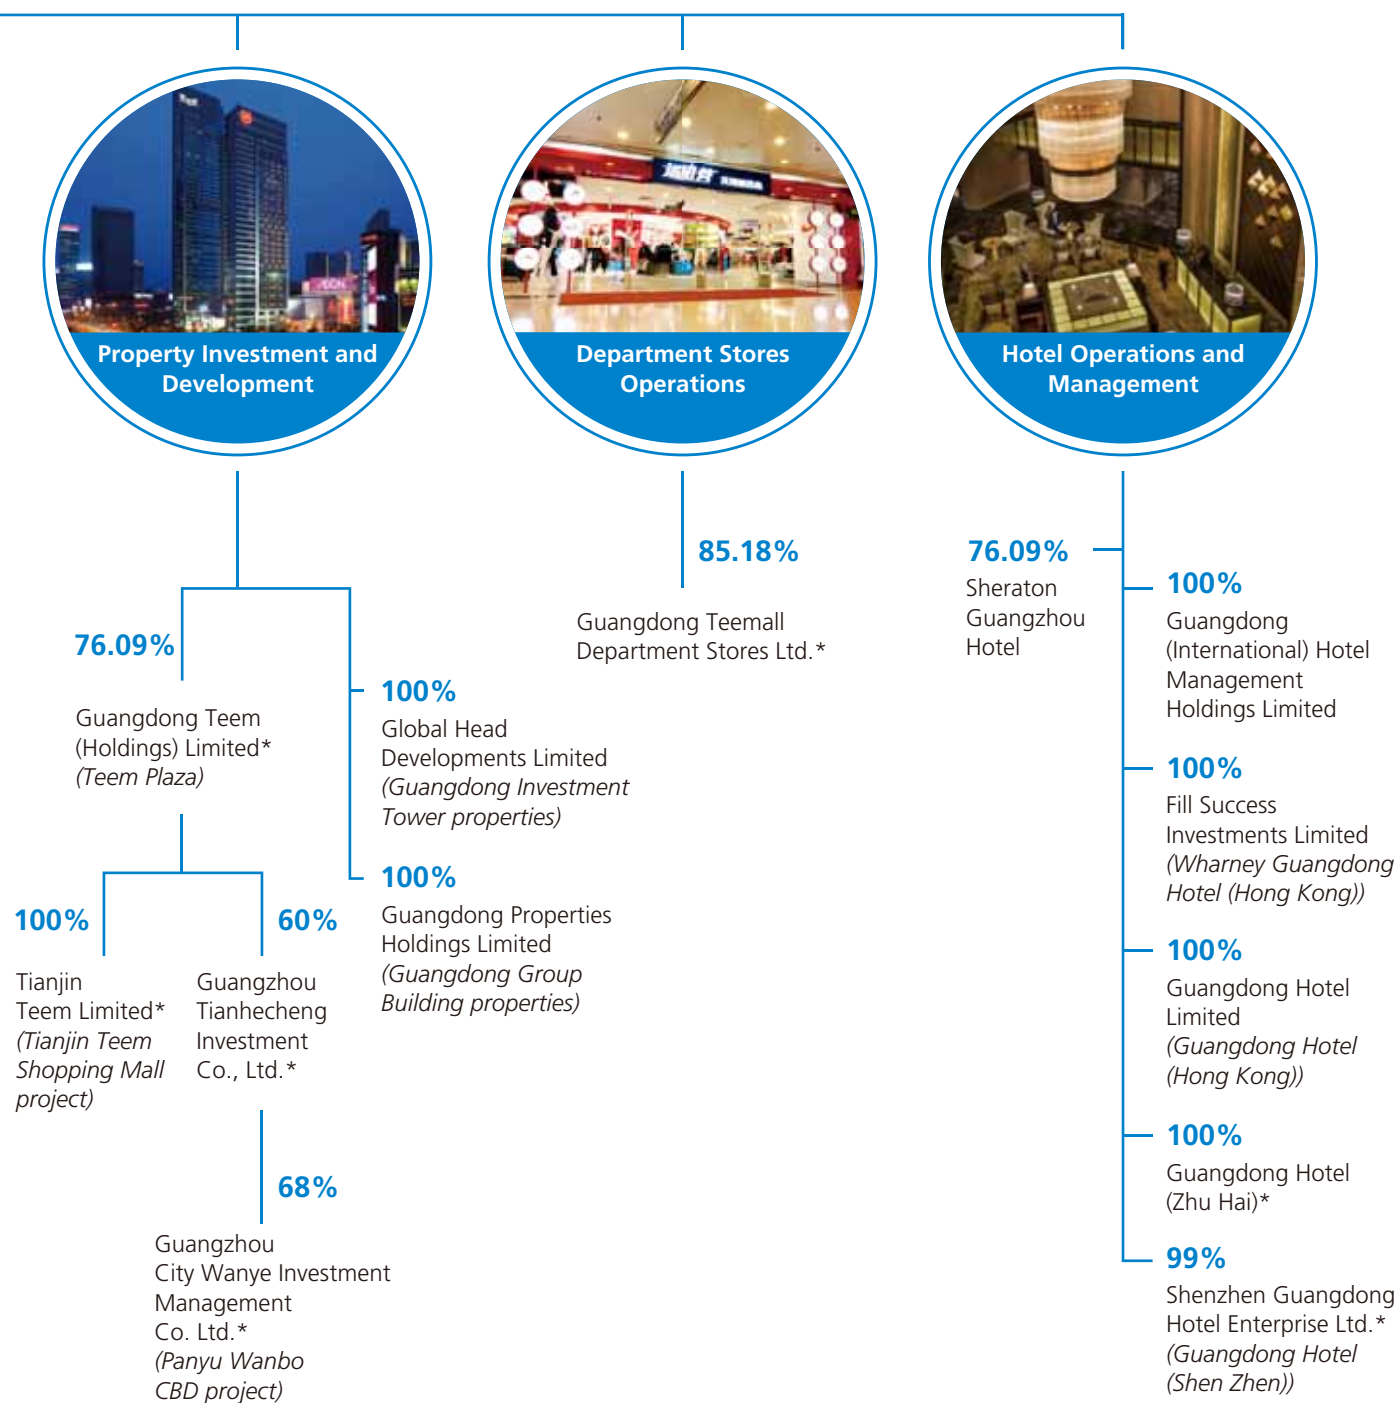 Property Investment and
Development
Department Stores
Operations
Hotel Operations and
Management
76.09%
Guangdong Teem
(Holdings) Limited*
(Teem Plaza)
100%
Global Head
Developments Limited
(Guangdong Investment
Tower properties)
100%
Guangdong Properties
Holdings Limited
(Guangdong Group
Building properties)
100%
Tianjin
Teem Limited*
(Tianjin Teem
Shopping Mall
project)
60%
Guangzhou
Tianhecheng
Investment
Co., Ltd.*
68%
Guangzhou
City Wanye Investment
Management
Co. Ltd.*
(Panyu Wanbo
CBD project)
85.18%
Guangdong Teemall
Department Stores Ltd.*
76.09%
Sheraton
Guangzhou
Hotel
100%
Guangdong
(International) Hotel
Management
Holdings Limited
100%
Fill Success
Investments Limited
(Wharney Guangdong
Hotel (Hong Kong))
100%
Guangdong Hotel
Limited
(Guangdong Hotel
(Hong Kong))
100%
Guangdong Hotel
(Zhu Hai)*
99%
Shenzhen Guangdong
Hotel Enterprise Ltd.*
(Guangdong Hotel
(Shen Zhen))